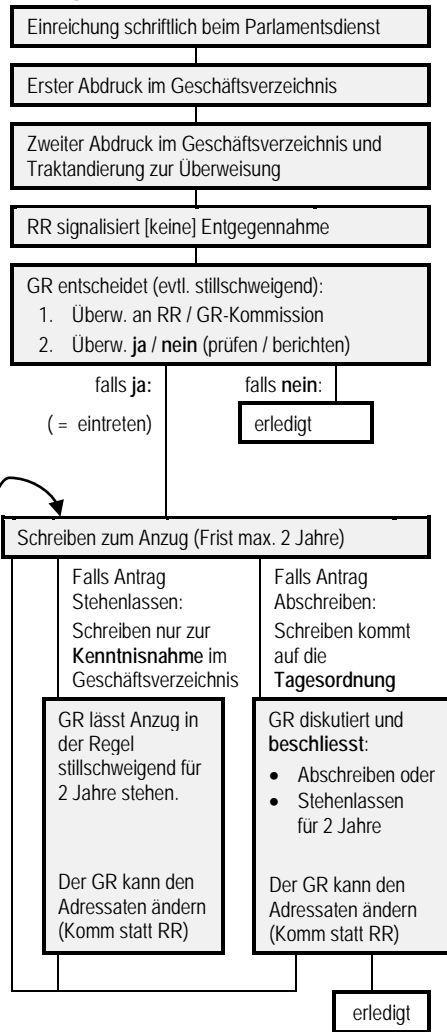 Einreichung schriftlich beim Parlamentsdienst
Erster Abdruck im Geschäftsverzeichnis
Zweiter Abdruck im Geschäftsverzeichnis und
Traktandierung zur Überweisung
RR signalisiert [keine] Entgegennahme
GR entscheidet (evtl. stillschweigend):
1. Überw. an RR / GR-Kommission
2. Überw. ja / nein (prüfen / berichten)
falls ja:
( = eintreten)
falls nein:
erledigt
Schreiben zum Anzug (Frist max. 2 Jahre)
Falls Antrag
Stehenlassen:
Schreiben nur zur
Kenntnisnahme im
Geschäftsverzeichnis
Falls Antrag
Abschreiben:
Schreiben kommt
auf die
Tagesordnung
GR lässt Anzug in
der Regel
stillschweigend für
2 Jahre stehen.
Der GR kann den
Adressaten ändern
(Komm statt RR)
GR diskutiert und
beschliesst:
• Abschreiben oder
• Stehenlassen
für 2 Jahre
Der GR kann den
Adressaten ändern
(Komm statt RR)
erledigt